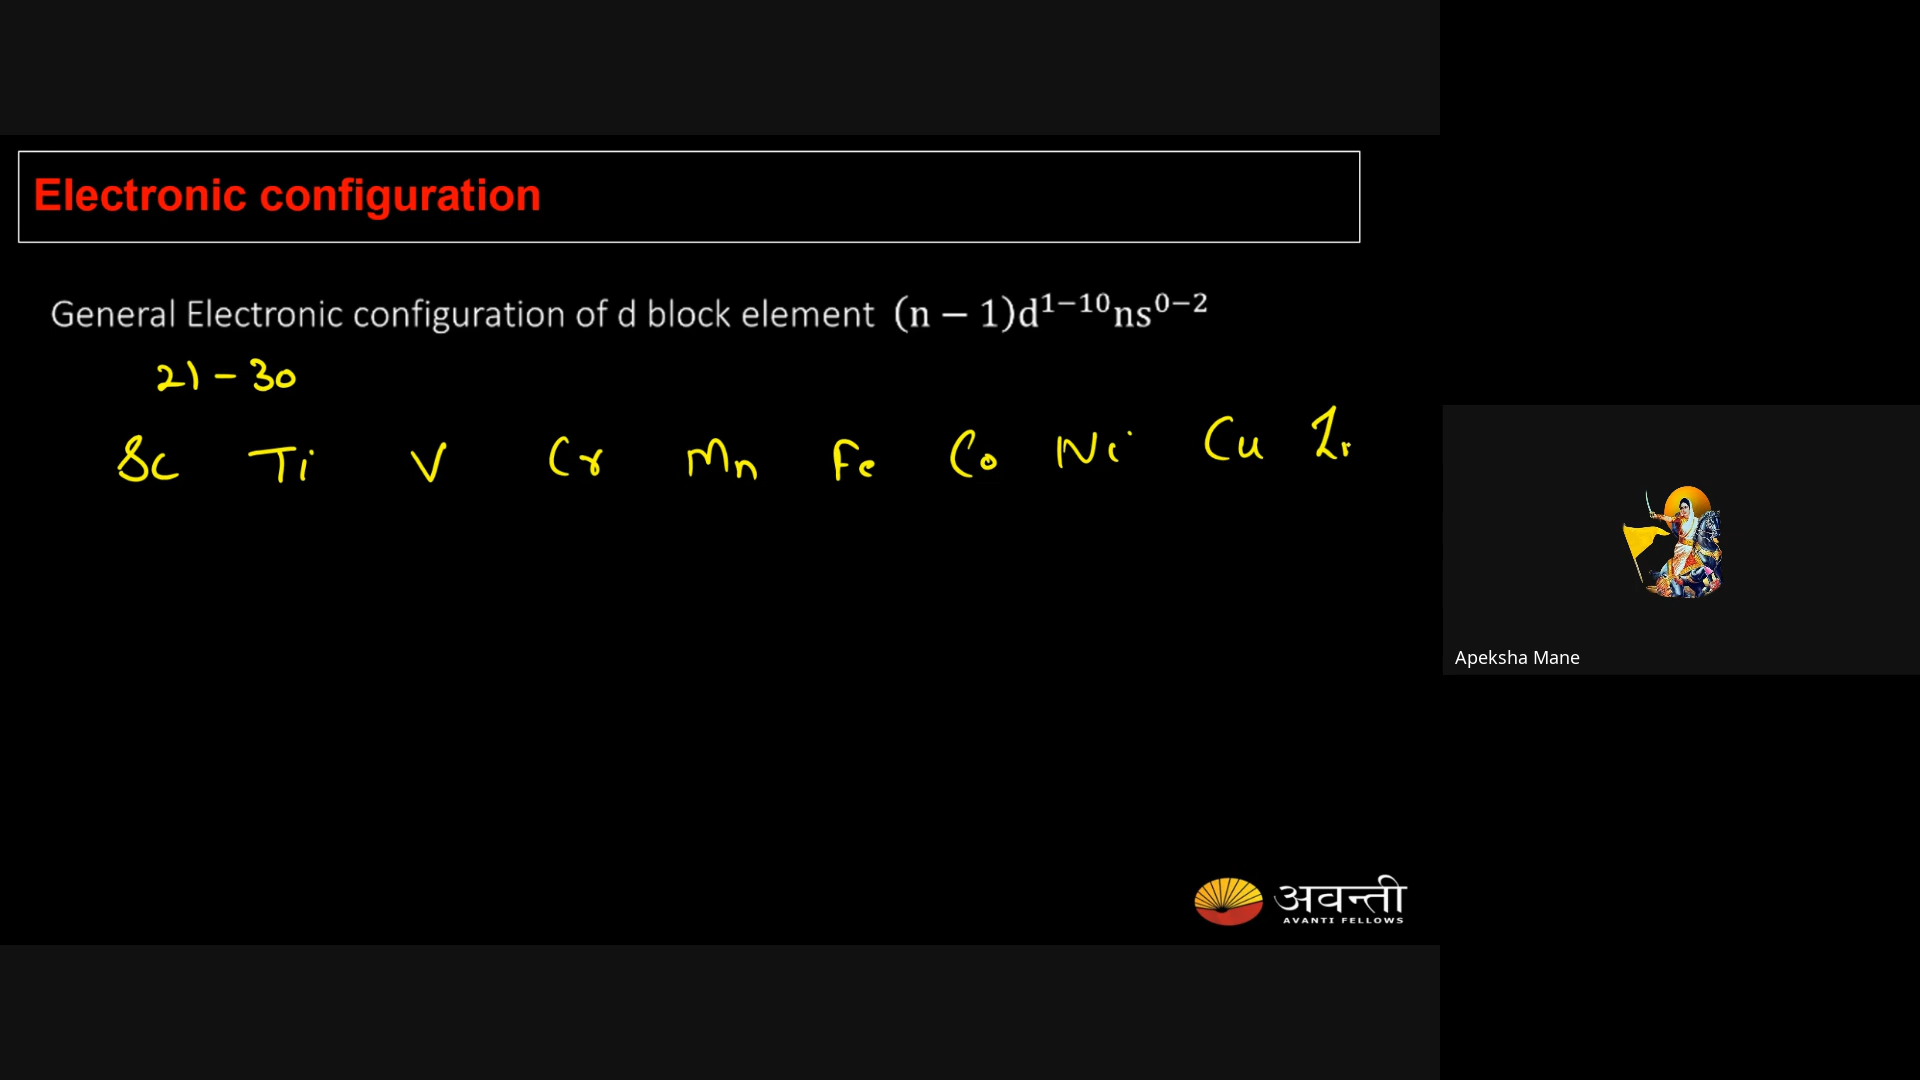 Electronic configuration
General Electronic configuration of d block element (n − 1)d¹⁻¹⁰ns⁰⁻²
21 - 30
Sc Ti V Cr Mn Fe Co Ni Cu
Apeksha Mane
अवन्ती
AVANTI FELLOWS